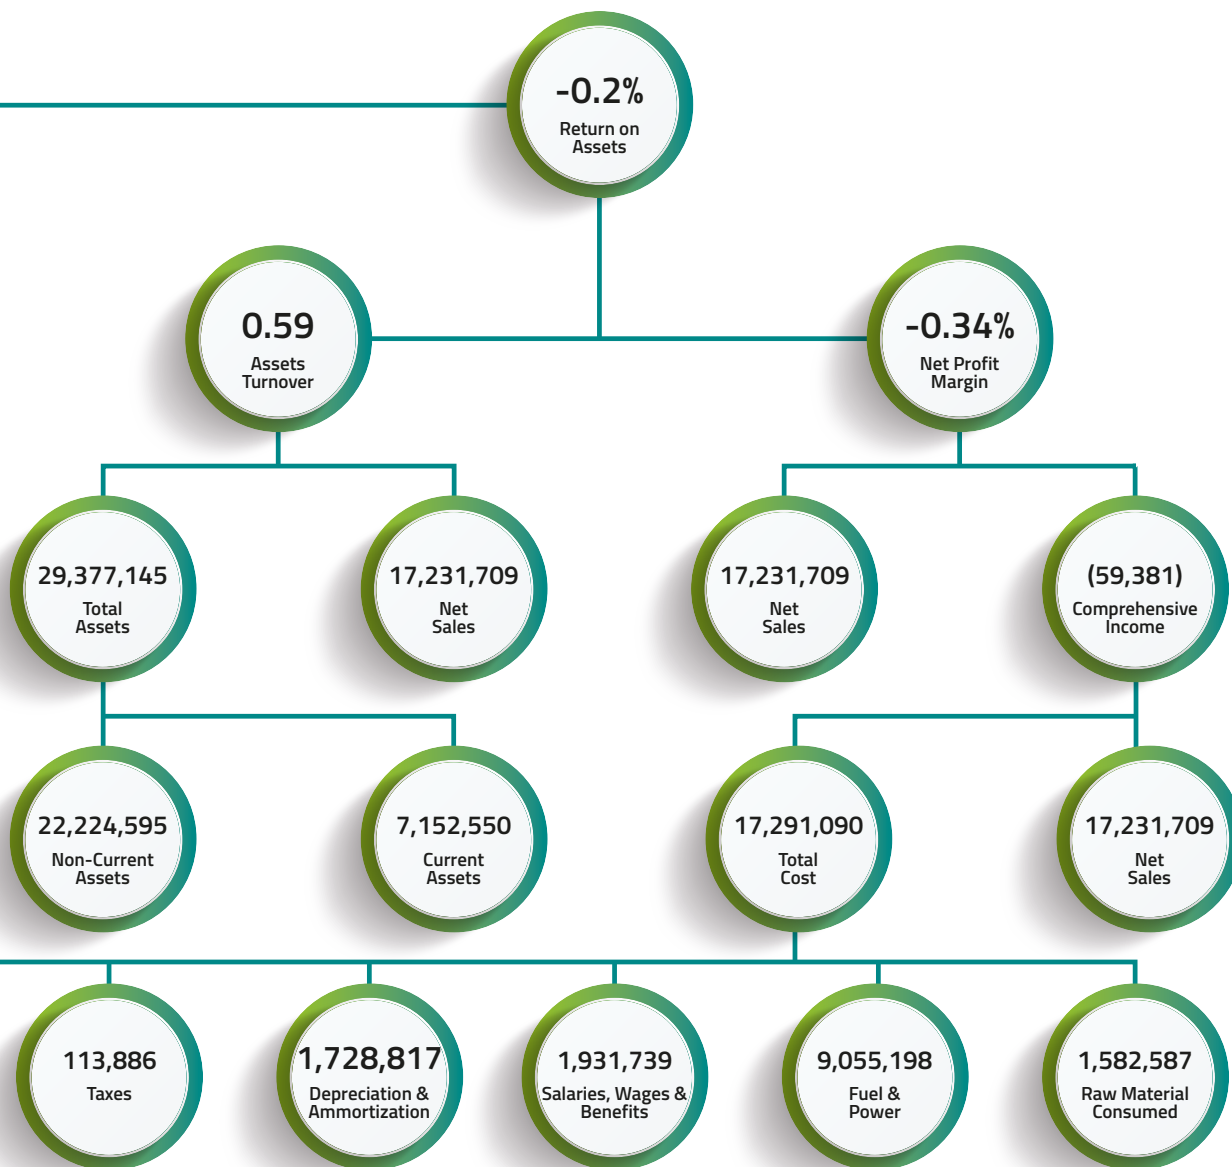 -0.2%
Return on
Assets
0.59
Assets
Turnover
-0.34%
Net Profit
Margin
29,377,145
Total
Assets
17,231,709
Net
Sales
17,231,709
Net
Sales
(59,381)
Comprehensive
Income
22,224,595
Non-Current
Assets
7,152,550
Current
Assets
17,291,090
Total
Cost
17,231,709
Net
Sales
113,886
Taxes
1,728,817
Depreciation &
Ammortization
1,931,739
Salaries, Wages &
Benefits
9,055,198
Fuel &
Power
1,582,587
Raw Material
Consumed